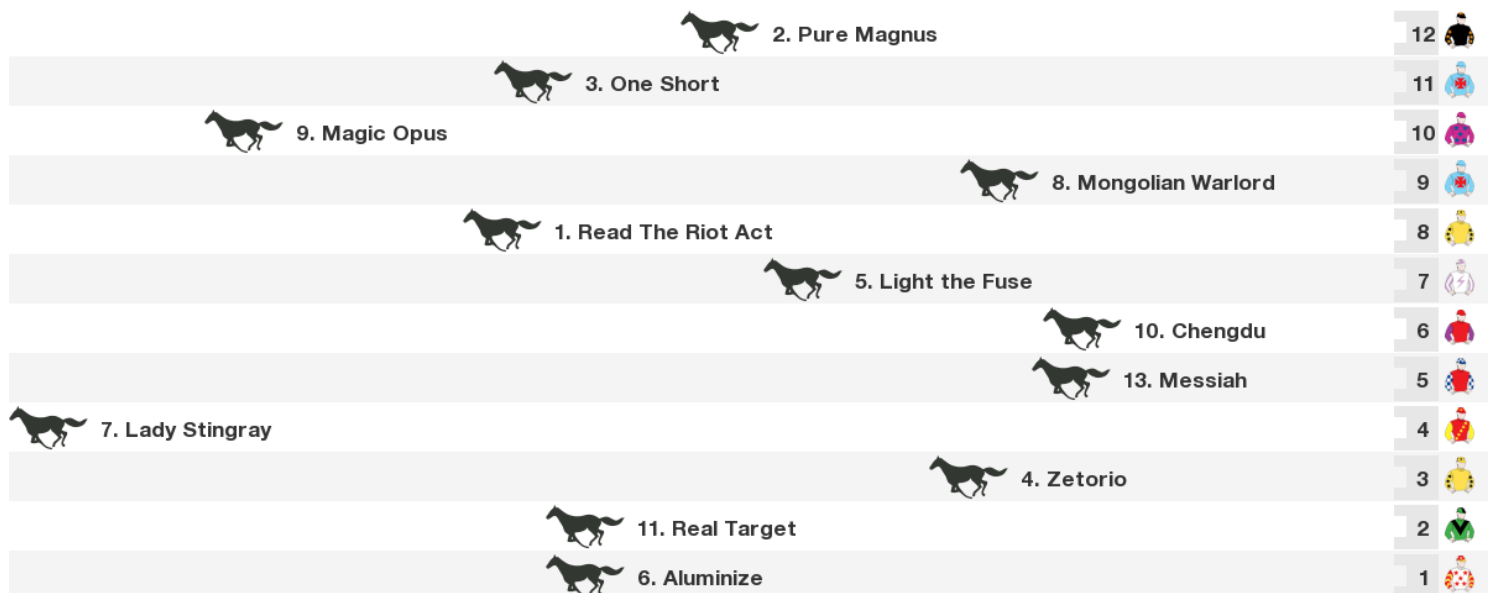 2. Pure Magnus 12
3. One Short 11
9. Magic Opus 10
8. Mongolian Warlord 9
1. Read The Riot Act 8
5. Light the Fuse 7
10. Chengdu 6
13. Messiah 5
7. Lady Stingray 4
4. Zetorio 3
11. Real Target 2
6. Aluminize 1